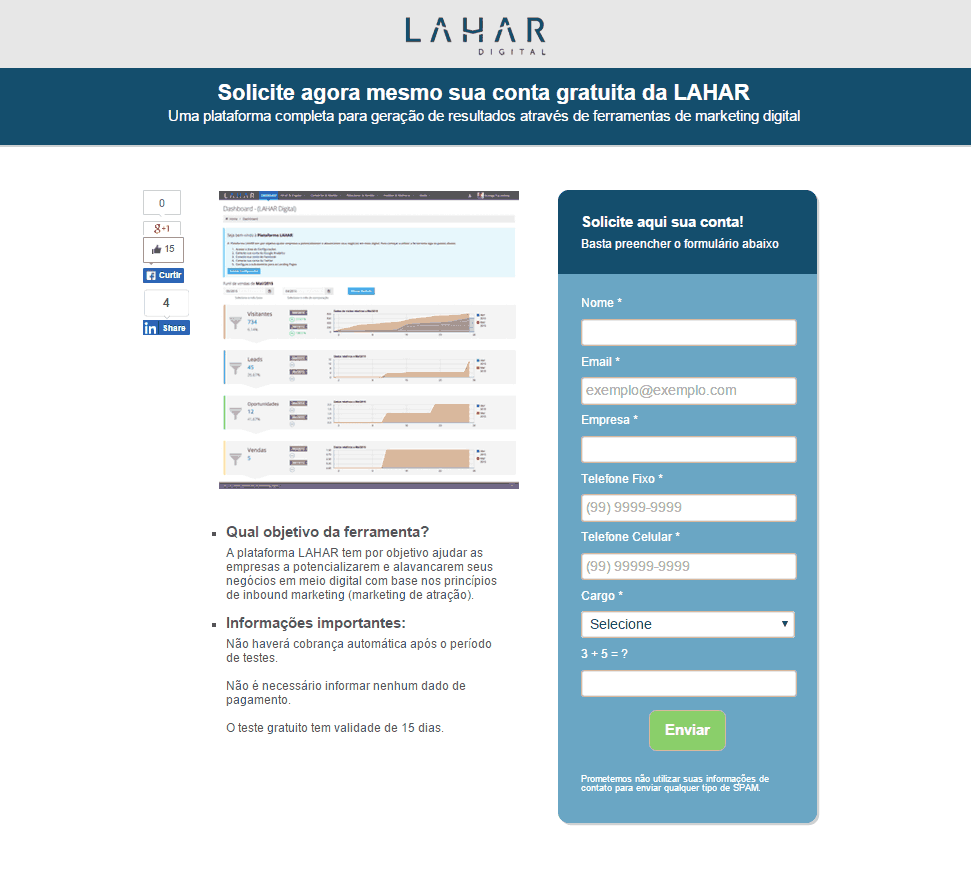 LAHAR
DIGITAL
Solicite agora mesmo sua conta gratuita da LAHAR
Uma plataforma completa para geração de resultados através de ferramentas de marketing digital
0
g+1
15
Curtir
4
in Share
Dashboard - (LAHAR Digital)
Visitantes
734
Leads
45
Oportunidades
12
Vendas
5
Qual objetivo da ferramenta?
A plataforma LAHAR tem por objetivo ajudar as
empresas a potencializarem e alavancarem seus
negócios em meio digital com base nos princípios
de inbound marketing (marketing de atração).
Informações importantes:
Não haverá cobrança automática após o período
de testes.
Não é necessário informar nenhum dado de
pagamento.
O teste gratuito tem validade de 15 dias.
Solicite aqui sua conta!
Basta preencher o formulário abaixo
Nome *
Email *
exemplo@exemplo.com
Empresa *
Telefone Fixo *
(99) 9999-9999
Telefone Celular *
(99) 99999-9999
Cargo *
Selecione
3 + 5 = ?
Enviar
Prometemos não utilizar suas informações de
contato para enviar qualquer tipo de SPAM.